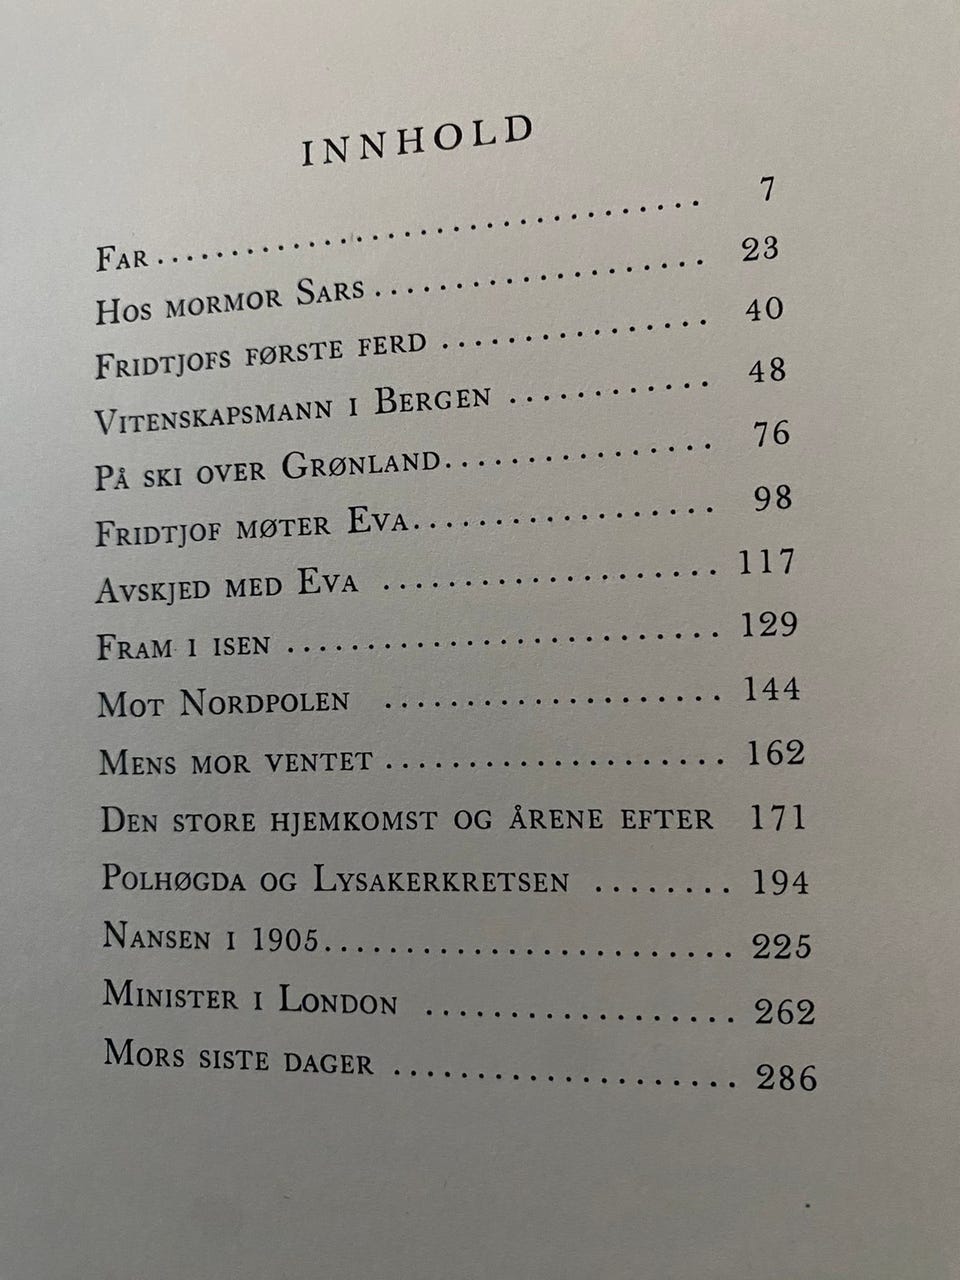 INNHOLD
FAR . . . . . . . . . . . . . . . . . . . . . . . . . . . . . . . . . . 7
HOS MORMOR SARS . . . . . . . . . . . . . . . . . . . . . 23
FRIDTJOFS FØRSTE FERD . . . . . . . . . . . . . . . . . 40
VITENSKAPSMANN I BERGEN . . . . . . . . . . . . 48
PÅ SKI OVER GRØNLAND. . . . . . . . . . . . . . . . . 76
FRIDTJOF MØTER EVA. . . . . . . . . . . . . . . . . . . 98
AVSKJED MED EVA . . . . . . . . . . . . . . . . . . . . 117
FRAM I ISEN . . . . . . . . . . . . . . . . . . . . . . . . . . 129
MOT NORDPOLEN . . . . . . . . . . . . . . . . . . . . 144
MENS MOR VENTET . . . . . . . . . . . . . . . . . . . . 162
DEN STORE HJEMKOMST OG ÅRENE EFTER 171
POLHØGDA OG LYSAKERKRETSEN . . . . . . . . 194
NANSEN I 1905. . . . . . . . . . . . . . . . . . . . . . . . 225
MINISTER I LONDON . . . . . . . . . . . . . . . . . . 262
MORS SISTE DAGER . . . . . . . . . . . . . . . . . . . . 286